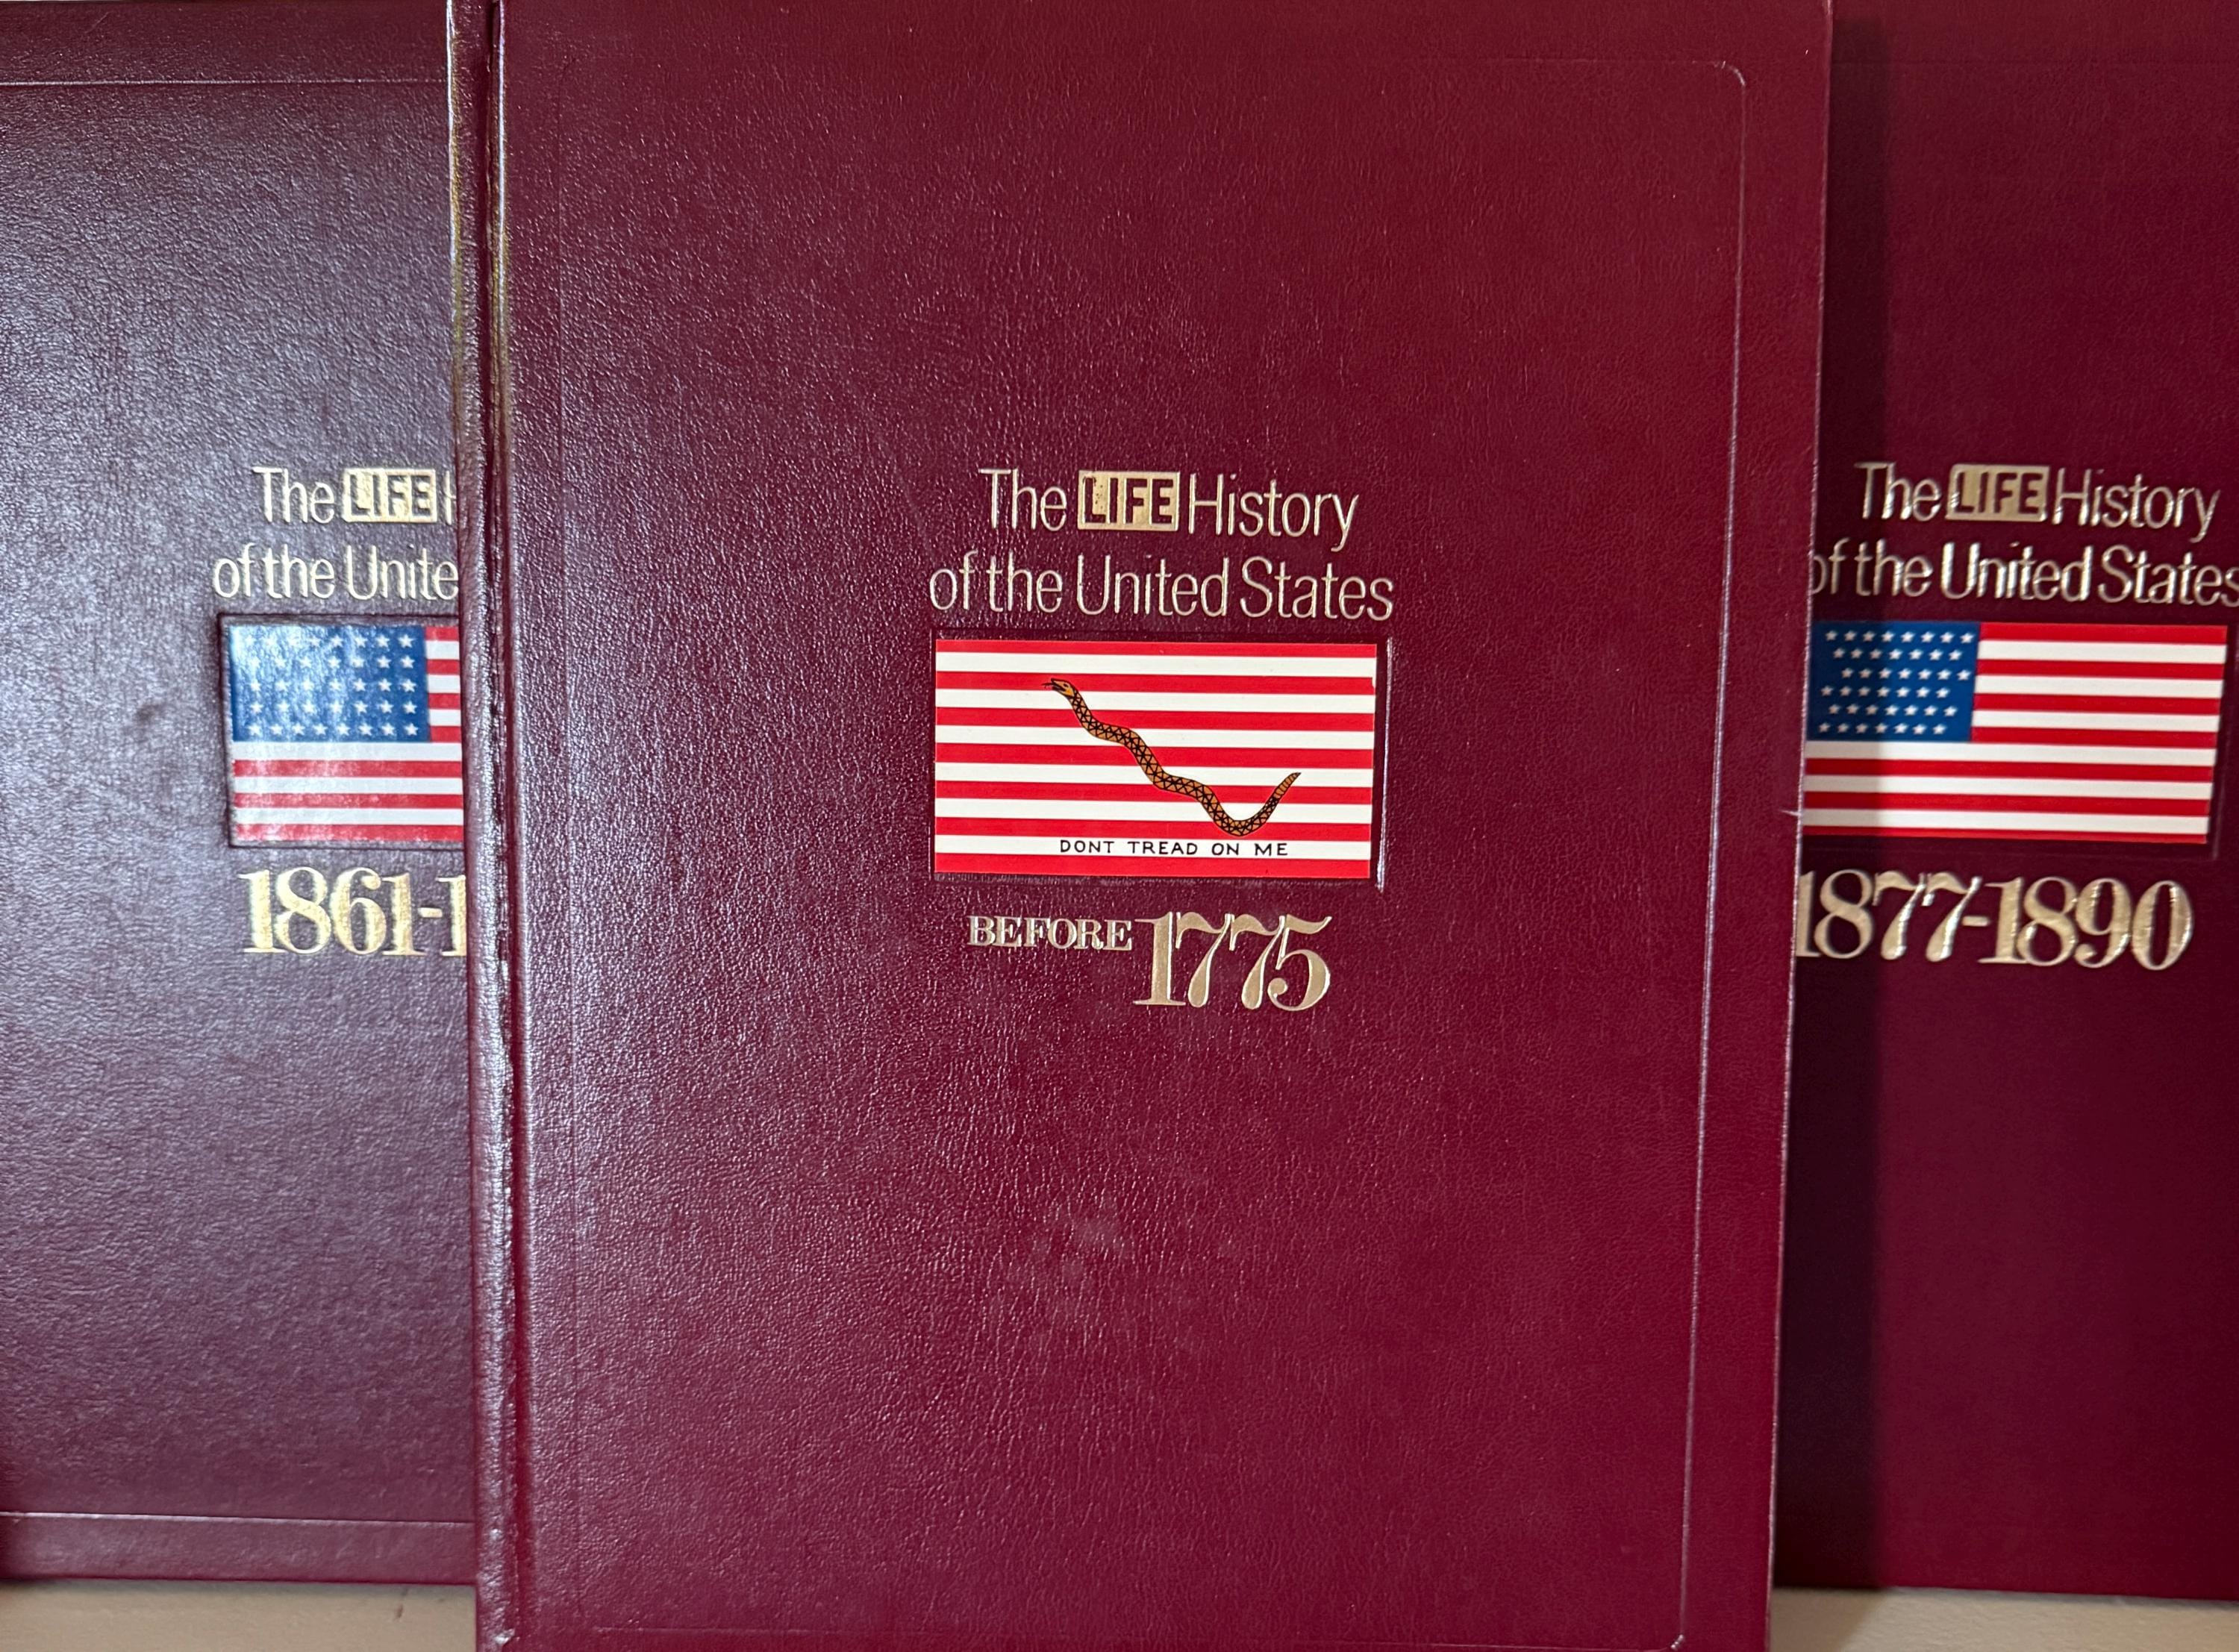 The LIFE
of the Unite
1861-1
The LIFE History
of the United States
DONT TREAD ON ME
BEFORE 1775
The LIFE History
of the United States
1877-1890